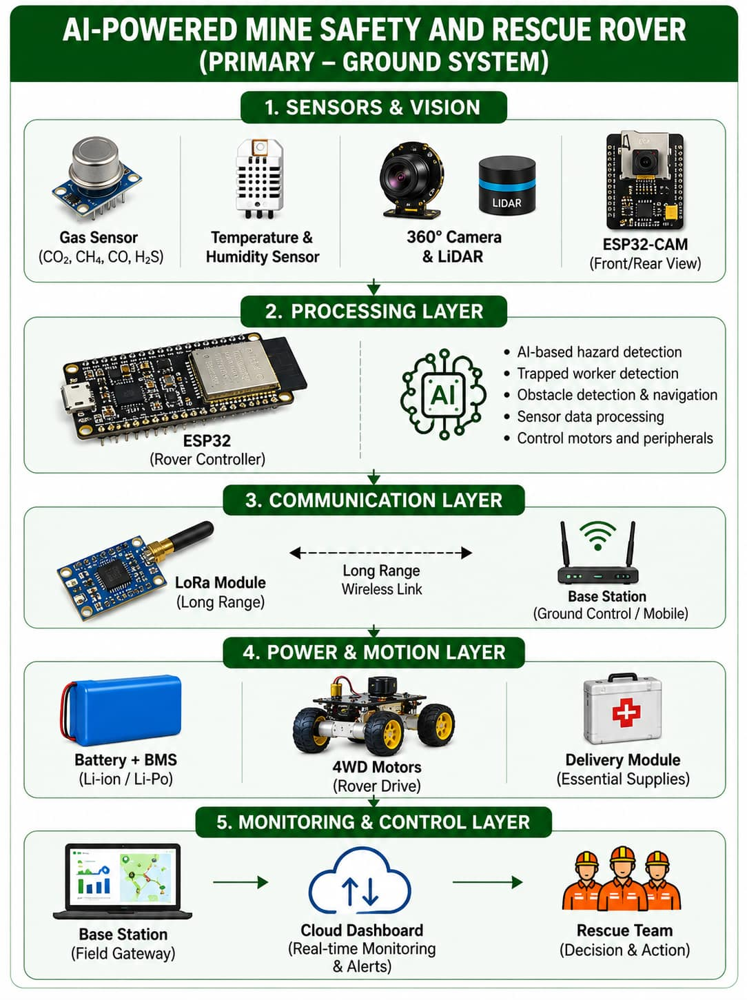 AI-POWERED MINE SAFETY AND RESCUE ROVER
(PRIMARY – GROUND SYSTEM)
1. SENSORS & VISION
Gas Sensor
(CO₂, CH₄, CO, H₂S)
Temperature &
Humidity Sensor
LiDAR
360° Camera
& LiDAR
ESP32-CAM
(Front/Rear View)
2. PROCESSING LAYER
ESP32
(Rover Controller)
AI
• AI-based hazard detection
• Trapped worker detection
• Obstacle detection & navigation
• Sensor data processing
• Control motors and peripherals
3. COMMUNICATION LAYER
LoRa Module
(Long Range)
Long Range
Wireless Link
Base Station
(Ground Control / Mobile)
4. POWER & MOTION LAYER
Battery + BMS
(Li-ion / Li-Po)
4WD Motors
(Rover Drive)
Delivery Module
(Essential Supplies)
5. MONITORING & CONTROL LAYER
Base Station
(Field Gateway)
Cloud Dashboard
(Real-time Monitoring
& Alerts)
Rescue Team
(Decision & Action)